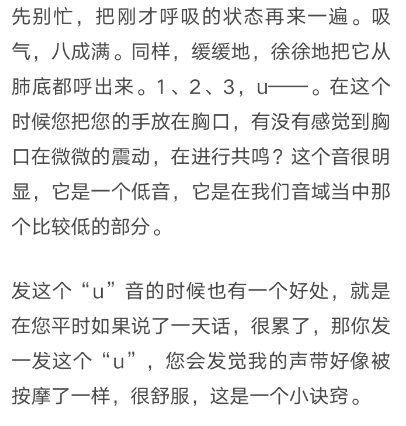 先别忙，把刚才呼吸的状态再来一遍。吸
气，八成满。同样，缓缓地，徐徐地把它从
肺底都呼出来。1、2、3，u——。在这个
时候您把您的手放在胸口，有没有感觉到胸
口在微微的震动，在进行共鸣？这个音很明
显，它是一个低音，它是在我们音域当中那
个比较低的部分。
发这个“u”音的时候也有一个好处，就是
在您平时如果说了一天话，很累了，那你发
一发这个“u”，您会发觉我的声带好像被
按摩了一样，很舒服，这是一个小诀窍。